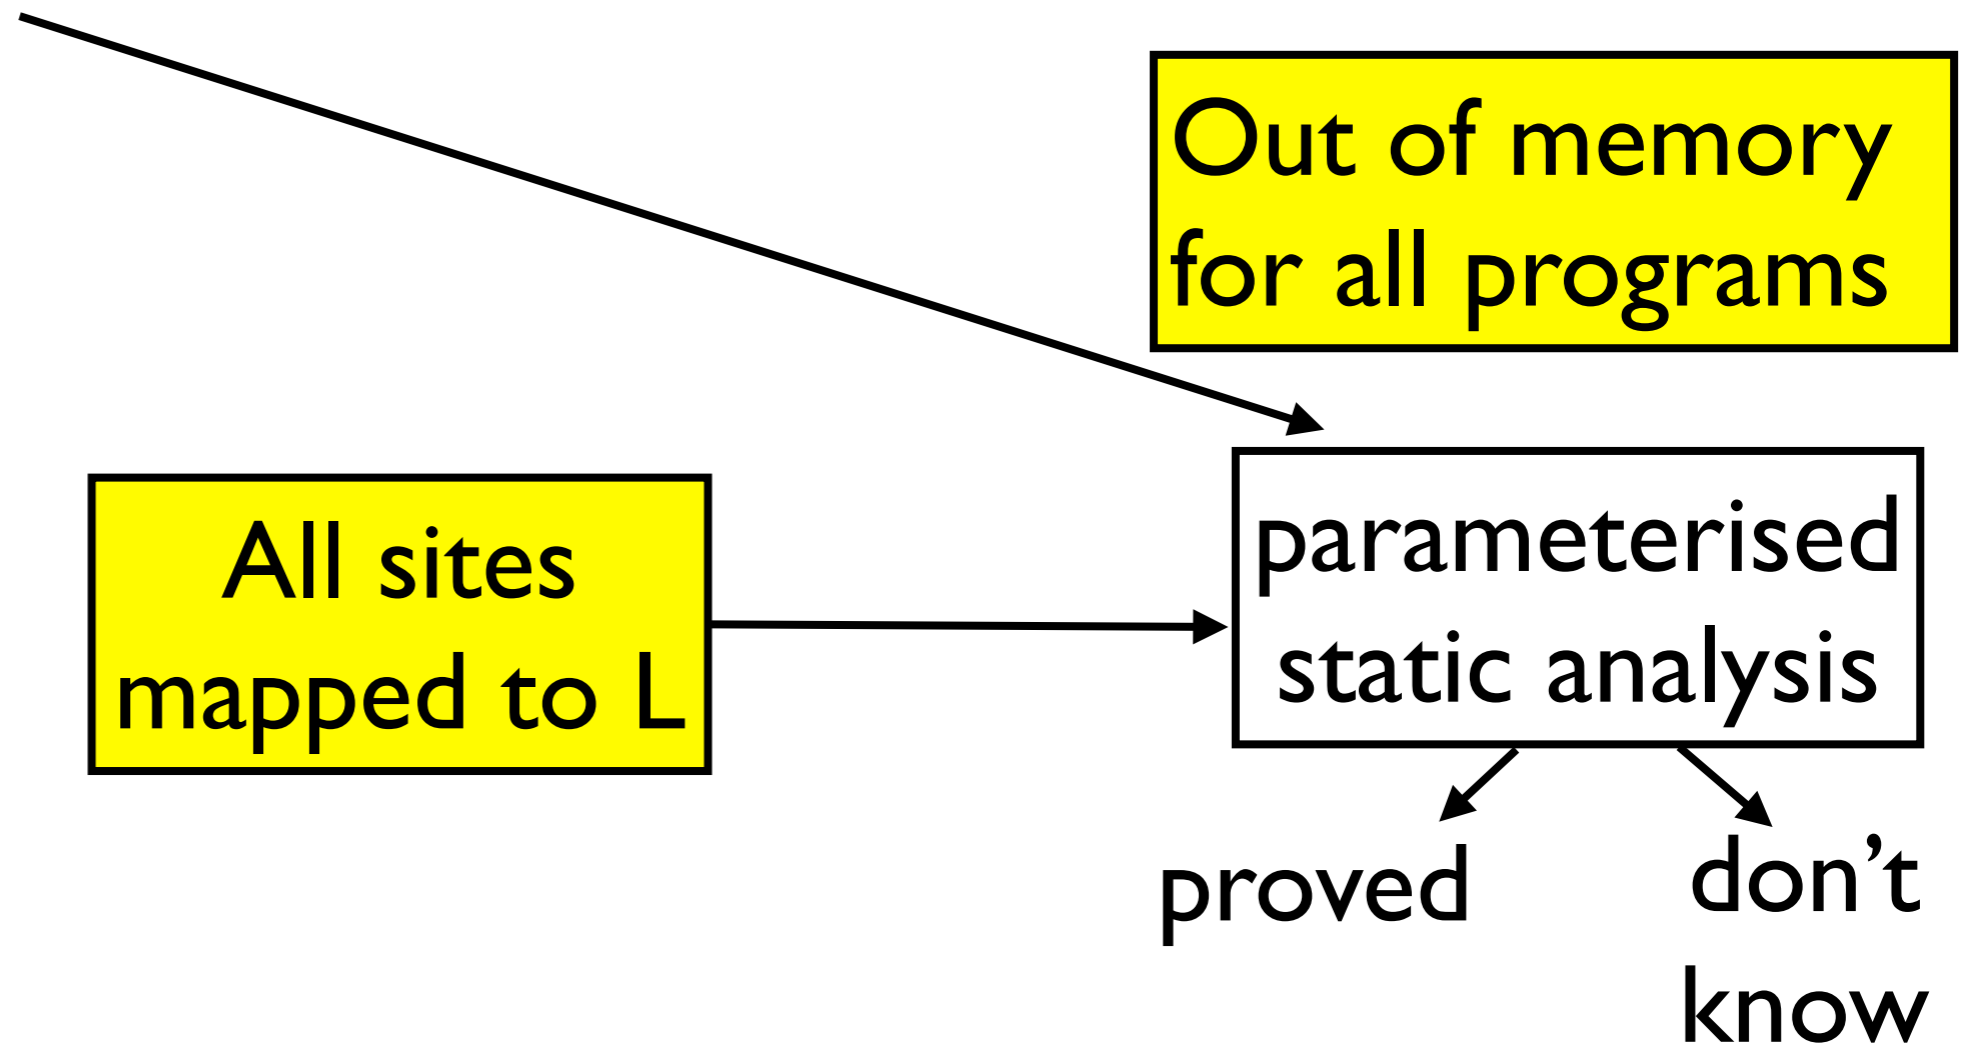 Out of memory
for all programs
All sites
mapped to L
parameterised
static analysis
proved
don't
know